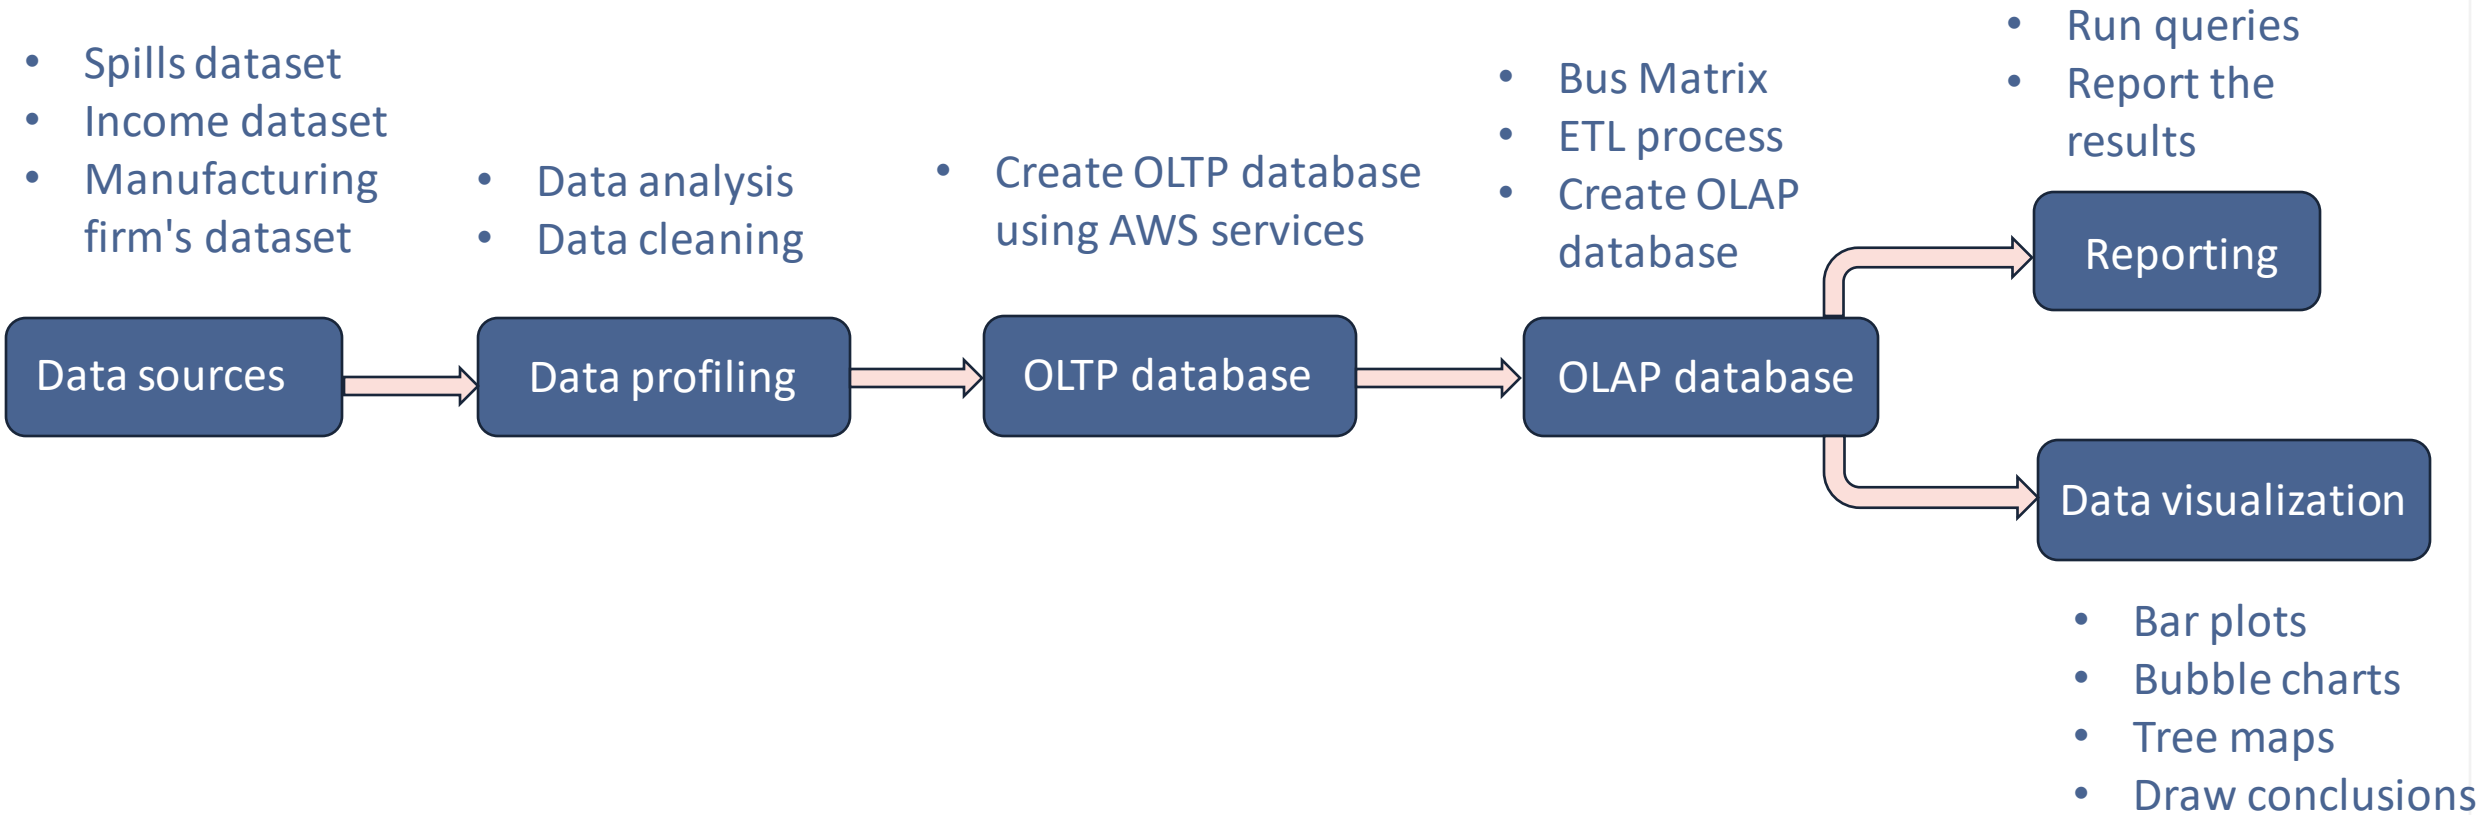 • Spills dataset
• Income dataset
• Manufacturing
firm's dataset
Data sources
• Data analysis
• Data cleaning
Data profiling
• Create OLTP database
using AWS services
OLTP database
• Bus Matrix
• ETL process
• Create OLAP
database
OLAP database
• Run queries
• Report the
results
Reporting
Data visualization
• Bar plots
• Bubble charts
• Tree maps
• Draw conclusions